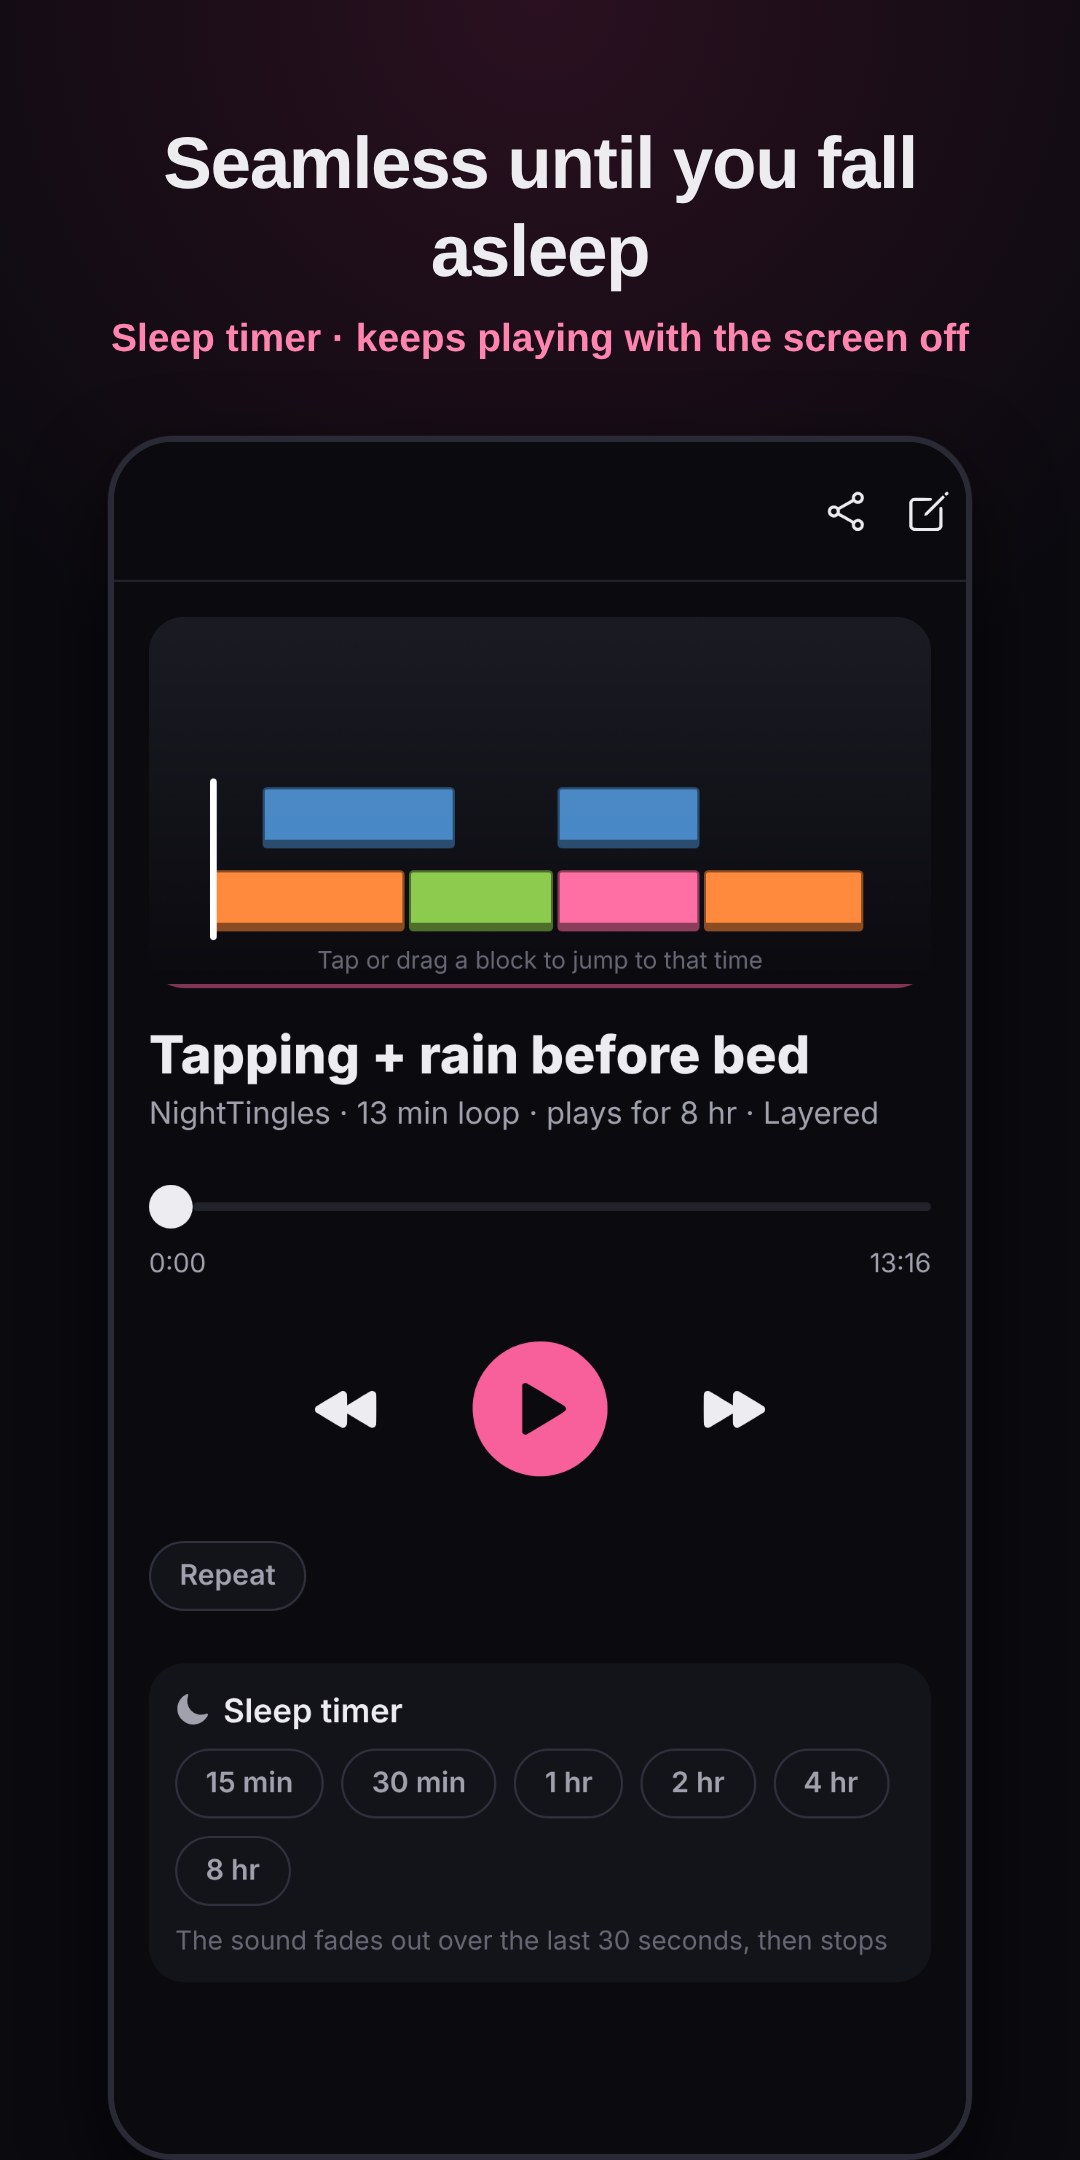 Seamless until you fall
asleep
Sleep timer · keeps playing with the screen off
Tap or drag a block to jump to that time
Tapping + rain before bed
NightTingles · 13 min loop · plays for 8 hr · Layered
0:00 13:16
Repeat
Sleep timer
15 min 30 min 1 hr 2 hr 4 hr
8 hr
The sound fades out over the last 30 seconds, then stops